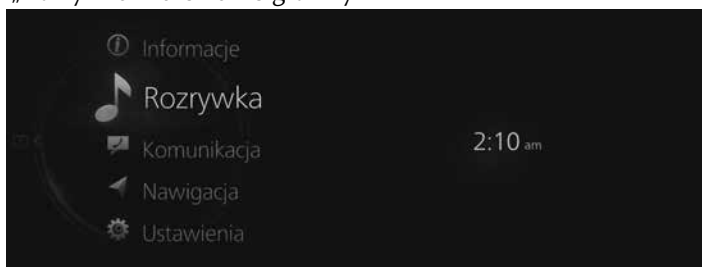 Informacje
Rozrywka
Komunikacja
2:10 am
Nawigacja
Ustawienia